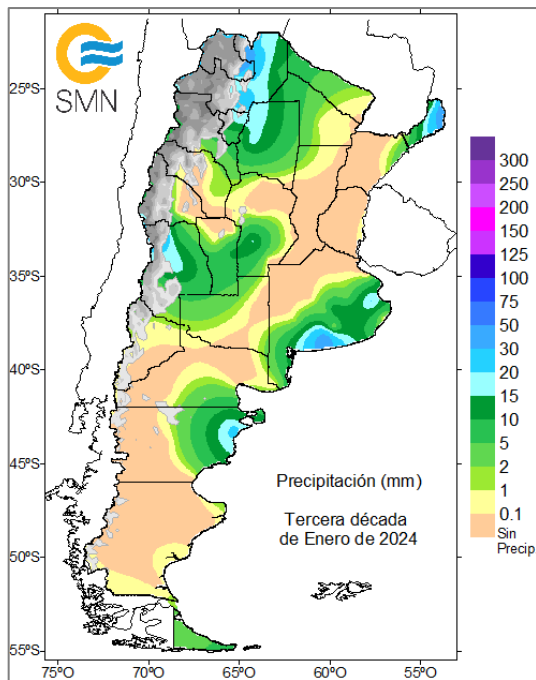 SMN
25ºS
30ºS
35ºS
40ºS
45ºS
50ºS
55ºS
75ºO
70ºO
65ºO
60ºO
55ºO
Precipitación (mm)
Tercera década
de Enero de 2024
300
250
200
150
125
100
75
50
30
20
15
10
5
2
1
0.1
Sin
Precip